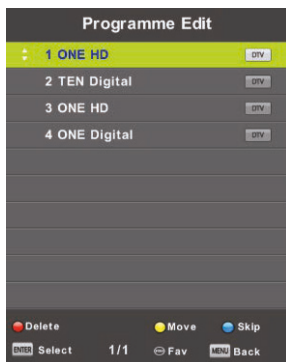 Programme Edit
1 ONE HD DTV
2 TEN Digital DTV
3 ONE HD DTV
4 ONE Digital DTV
Delete Move Skip
ENTER Select 1/1 Fav MENU Back